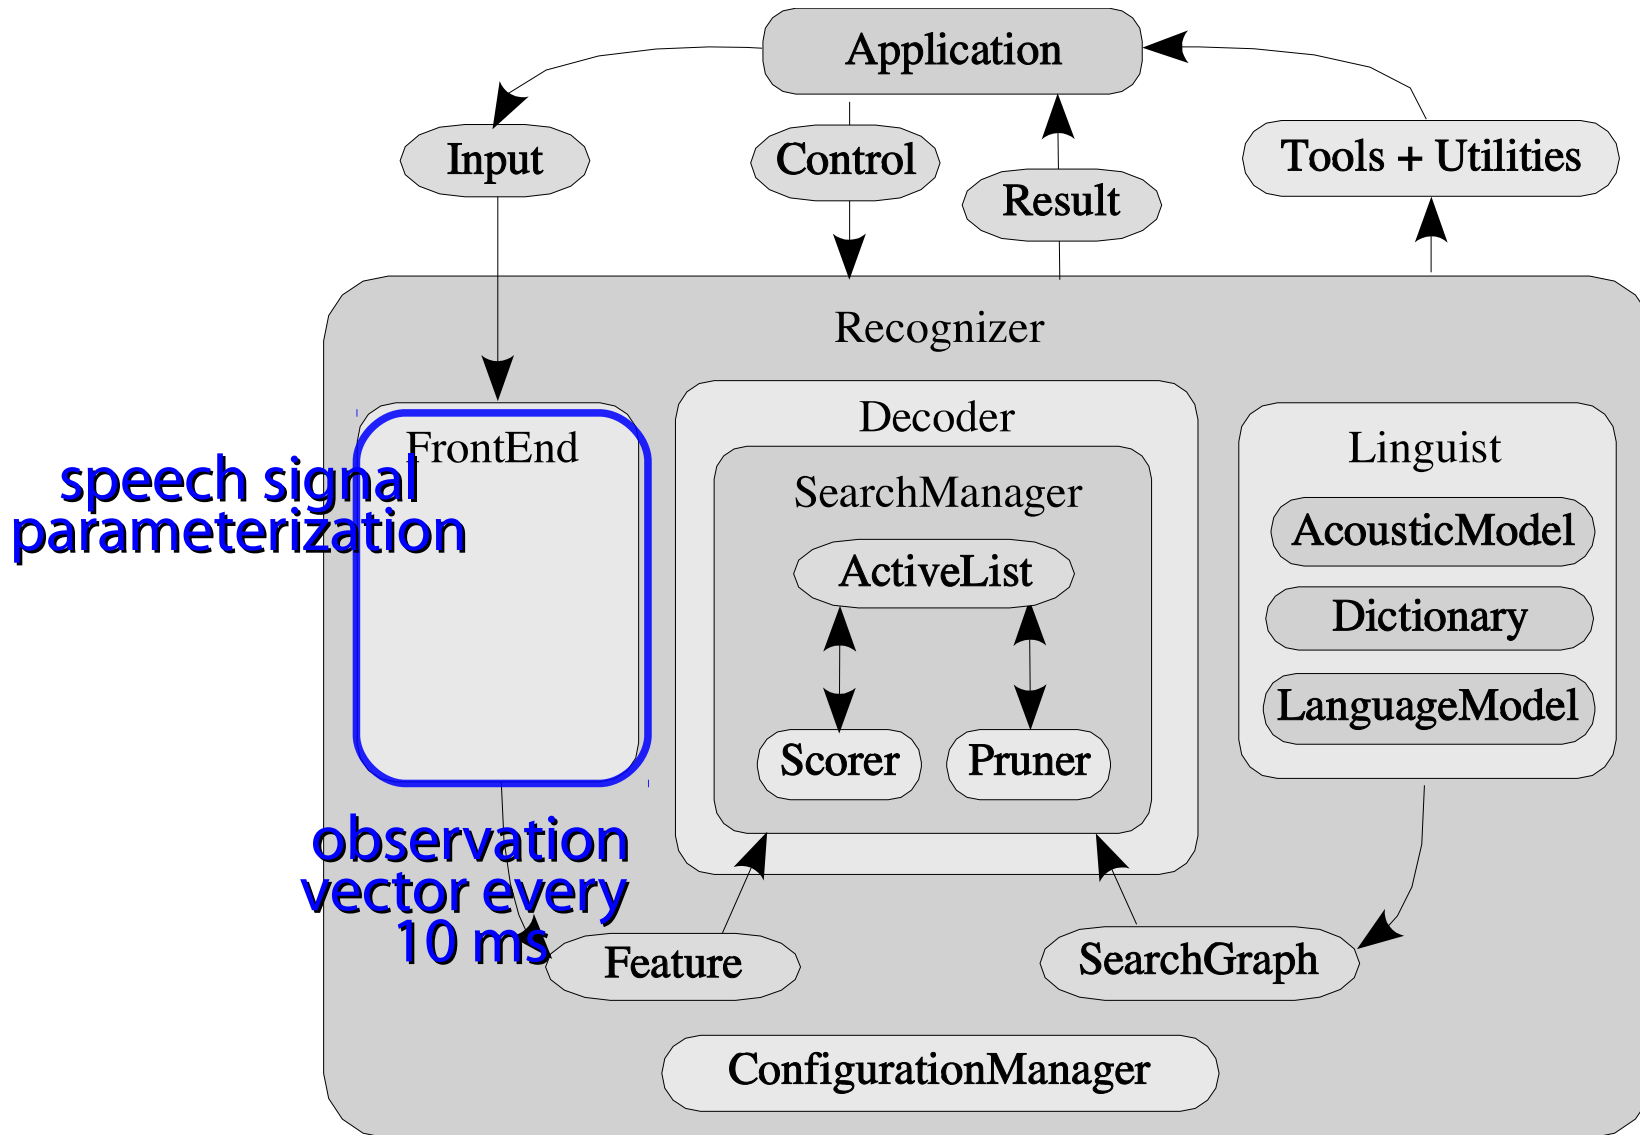 Application
Input
Control
Result
Tools + Utilities
Recognizer
FrontEnd
speech signal
parameterization
Decoder
SearchManager
ActiveList
Scorer
Pruner
Linguist
AcousticModel
Dictionary
LanguageModel
observation
vector every
10 ms
Feature
SearchGraph
ConfigurationManager